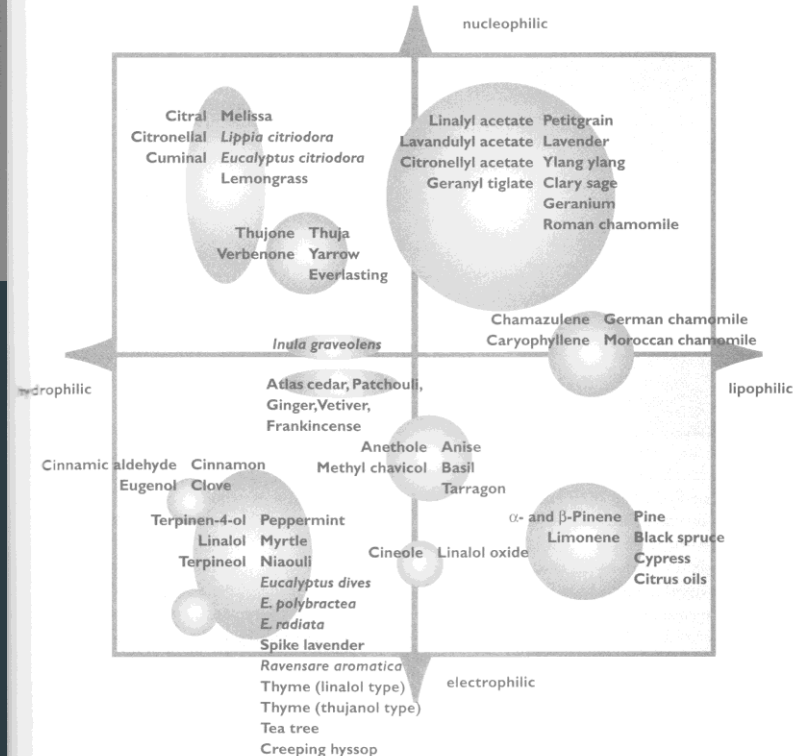 nucleophilic
Citral Melissa
Citronellal Lippia citriodora
Cuminal Eucalyptus citriodora
Lemongrass
Thujone Thuja
Verbenone Yarrow
Everlasting
Linalyl acetate Petitgrain
Lavandulyl acetate Lavender
Citronellyl acetate Ylang ylang
Geranyl tiglate Clary sage
Geranium
Roman chamomile
Chamazulene German chamomile
Caryophyllene Moroccan chamomile
Inula graveolens
lipophilic
Atlas cedar, Patchouli,
Ginger,Vetiver,
Frankincense
Anethole Anise
Methyl chavicol Basil
Tarragon
Cinnamic aldehyde Cinnamon
Eugenol Clove
Terpinen-4-ol Peppermint
Linalol Myrtle
Terpineol Niaouli
Eucalyptus dives
E. polybractea
E. radiata
Spike lavender
Ravensare aromatica
Thyme (linalol type)
Thyme (thujanol type)
Tea tree
Creeping hyssop
Cineole Linalol oxide
α- and β-Pinene Pine
Limonene Black spruce
Cypress
Citrus oils
electrophilic